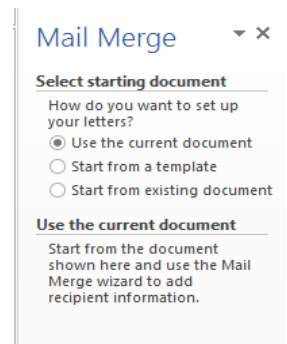 Mail Merge
Select starting document
How do you want to set up
your letters?
Use the current document
Start from a template
Start from existing document
Use the current document
Start from the document
shown here and use the Mail
Merge wizard to add
recipient information.